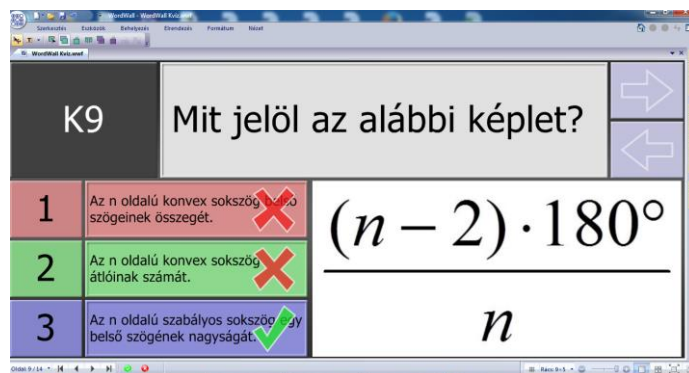 WordWall - WordWall Kviz.wwf
Szerkesztés Eszközök Beillesztés Elrendezés Formátum Nézet
WordWall Kviz.wwf
K9
Mit jelöl az alábbi képlet?
1
Az n oldalú konvex sokszög belső
szögeinek összegét.
2
Az n oldalú konvex sokszög
átlóinak számát.
3
Az n oldalú szabályos sokszög egy
belső szögének nagyságát.
(n − 2) · 180°
n
Oldal 9 / 14